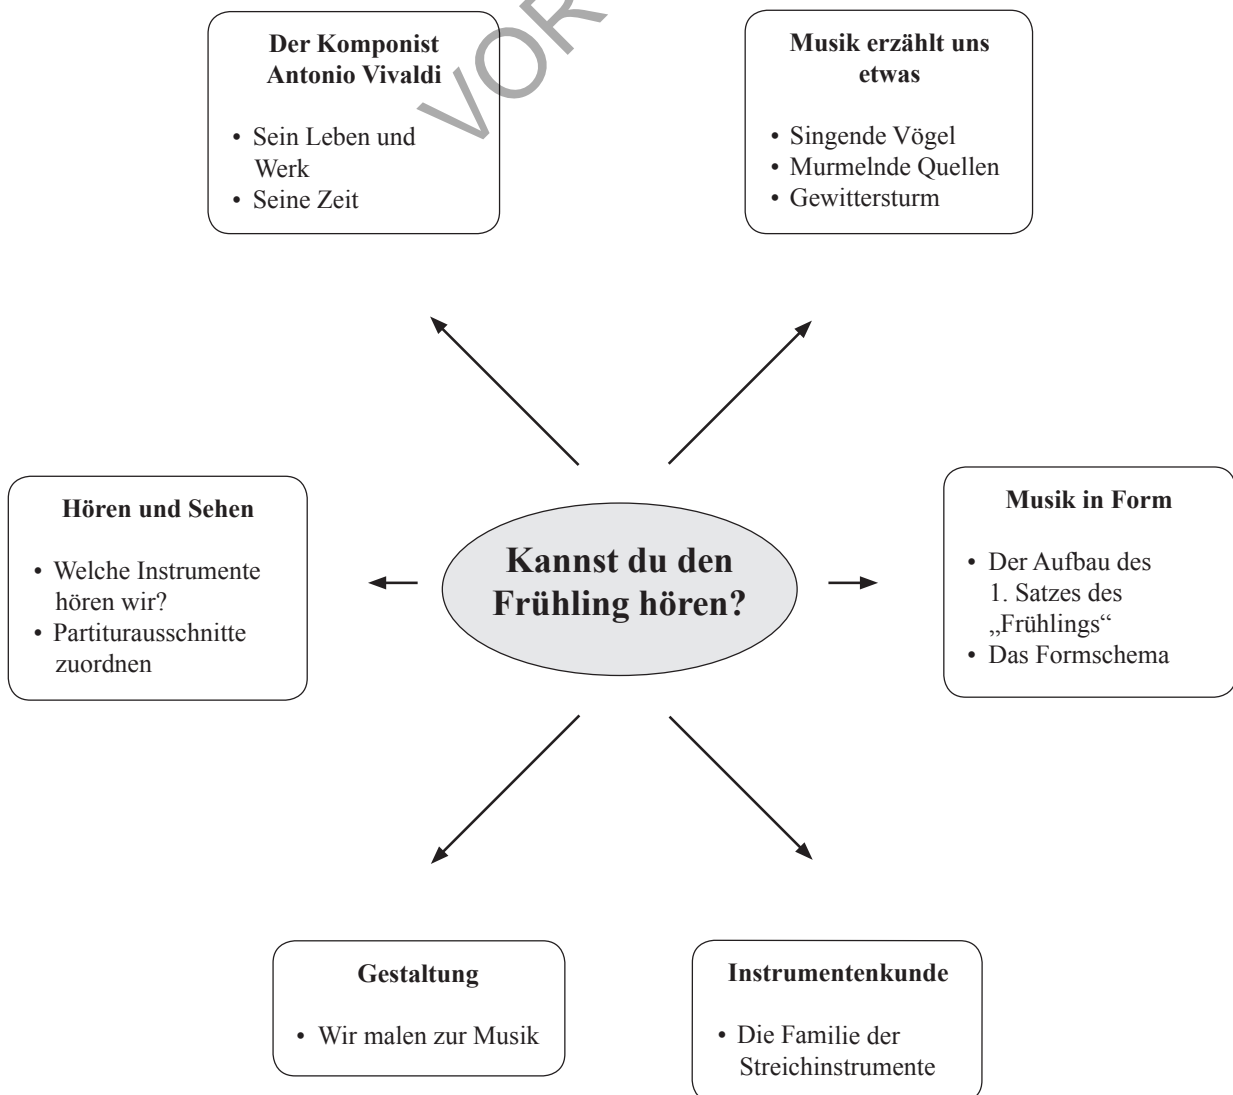 Der Komponist
Antonio Vivaldi
• Sein Leben und
Werk
• Seine Zeit
Musik erzählt uns
etwas
• Singende Vögel
• Murmelnde Quellen
• Gewittersturm
Hören und Sehen
• Welche Instrumente
hören wir?
• Partiturausschnitte
zuordnen
Kannst du den
Frühling hören?
Musik in Form
• Der Aufbau des
1. Satzes des
„Frühlings“
• Das Formschema
Gestaltung
• Wir malen zur Musik
Instrumentenkunde
• Die Familie der
Streichinstrumente
VOR